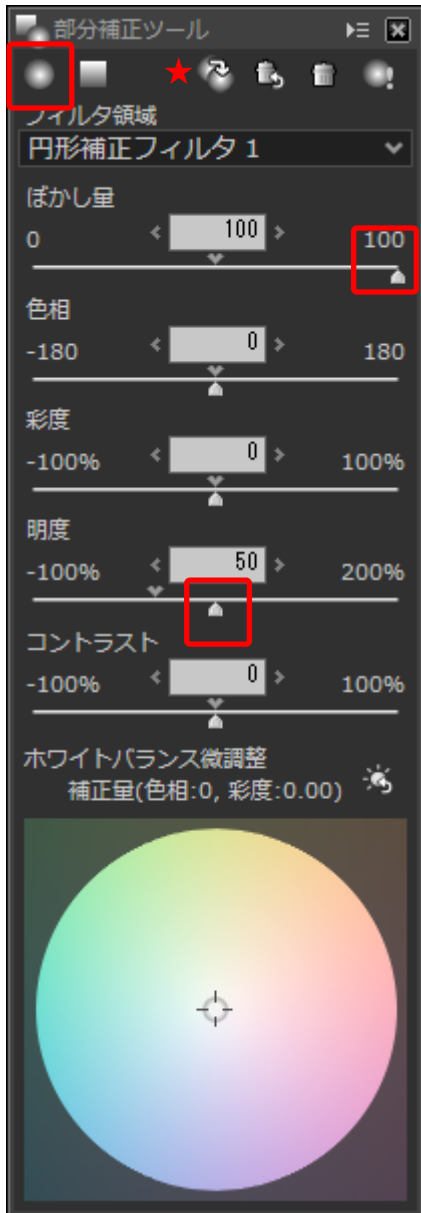 部分補正ツール
フィルタ領域
円形補正フィルタ 1
ぼかし量
0 100 100
色相
-180 0 180
彩度
-100% 0 100%
明度
-100% 50 200%
コントラスト
-100% 0 100%
ホワイトバランス微調整
補正量(色相:0, 彩度:0.00)